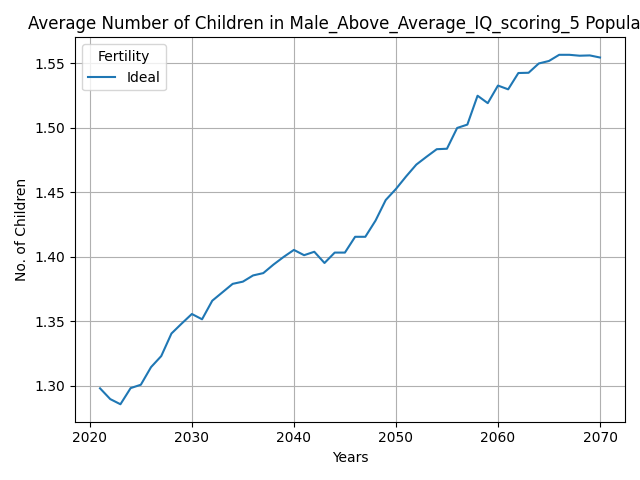 Average Number of Children in Male_Above_Average_IQ_scoring_5 Popula
Fertility
Ideal
No. of Children
1.55
1.50
1.45
1.40
1.35
1.30
2020 2030 2040 2050 2060 2070
Years